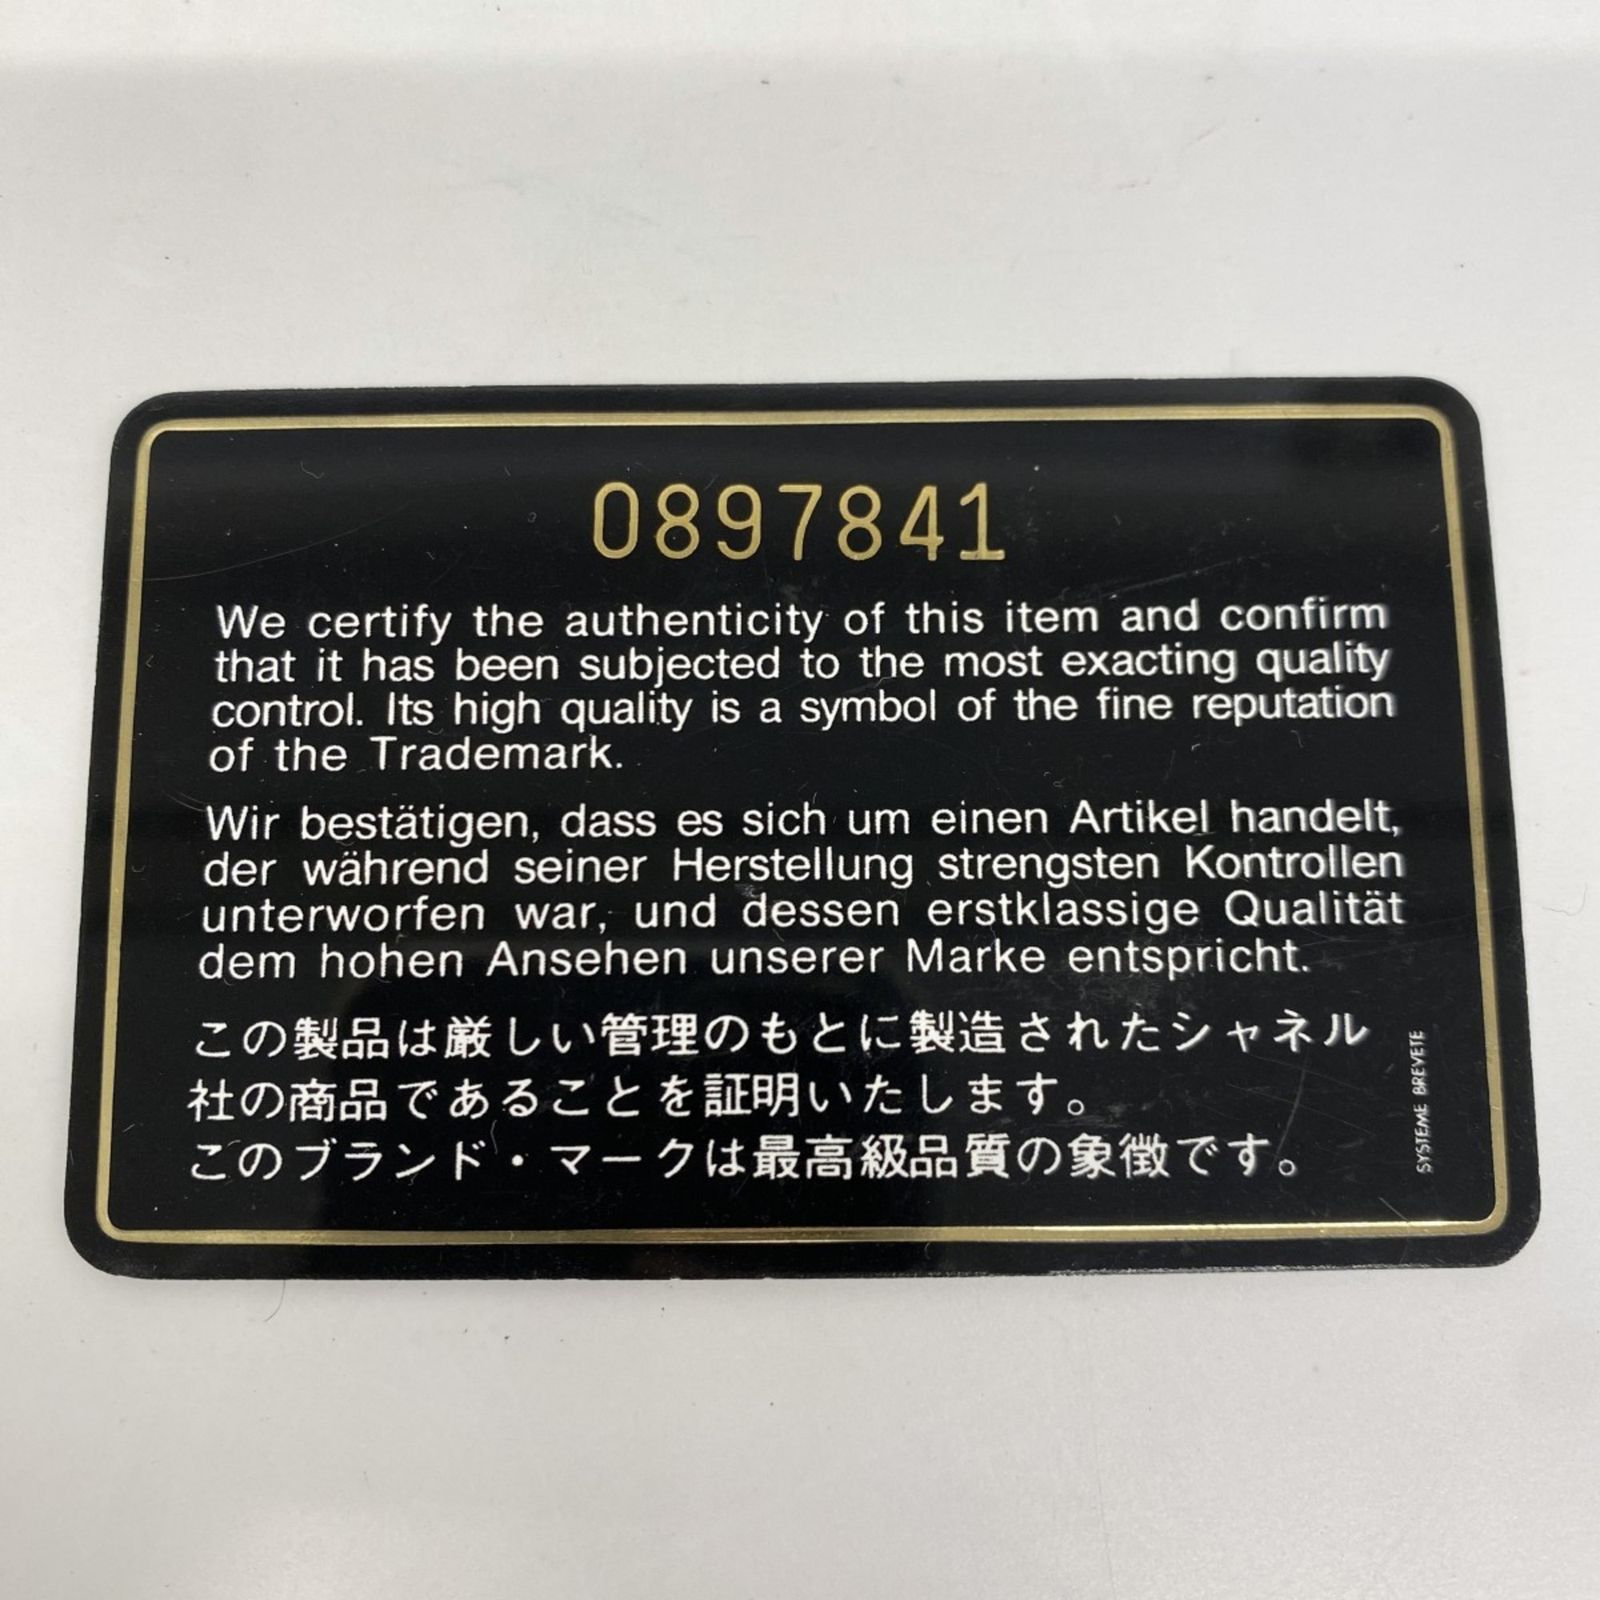 0897841
We certify the authenticity of this item and confirm
that it has been subjected to the most exacting quality
control. Its high quality is a symbol of the fine reputation
of the Trademark.
Wir bestätigen, dass es sich um einen Artikel handelt,
der während seiner Herstellung strengsten Kontrollen
unterworfen war, und dessen erstklassige Qualität
dem hohen Ansehen unserer Marke entspricht.
この製品は厳しい管理のもとに製造されたシャネル
社の商品であることを証明いたします。
このブランド・マークは最高級品質の象徴です。
SYSTEME BREVETE